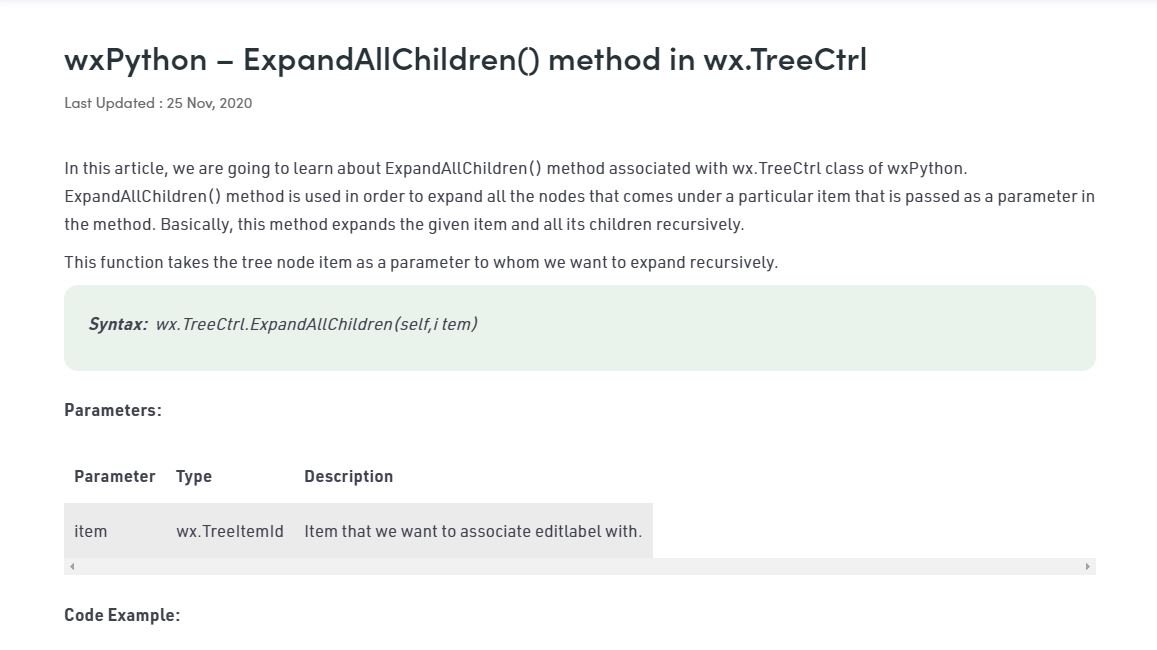 wxPython – ExpandAllChildren() method in wx.TreeCtrl
Last Updated : 25 Nov, 2020
In this article, we are going to learn about ExpandAllChildren() method associated with wx.TreeCtrl class of wxPython.
ExpandAllChildren() method is used in order to expand all the nodes that comes under a particular item that is passed as a parameter in
the method. Basically, this method expands the given item and all its children recursively.
This function takes the tree node item as a parameter to whom we want to expand recursively.
Syntax: wx.TreeCtrl.ExpandAllChildren(self,i tem)
Parameters:
Parameter Type Description
item wx.TreeItemId Item that we want to associate editlabel with.
Code Example: